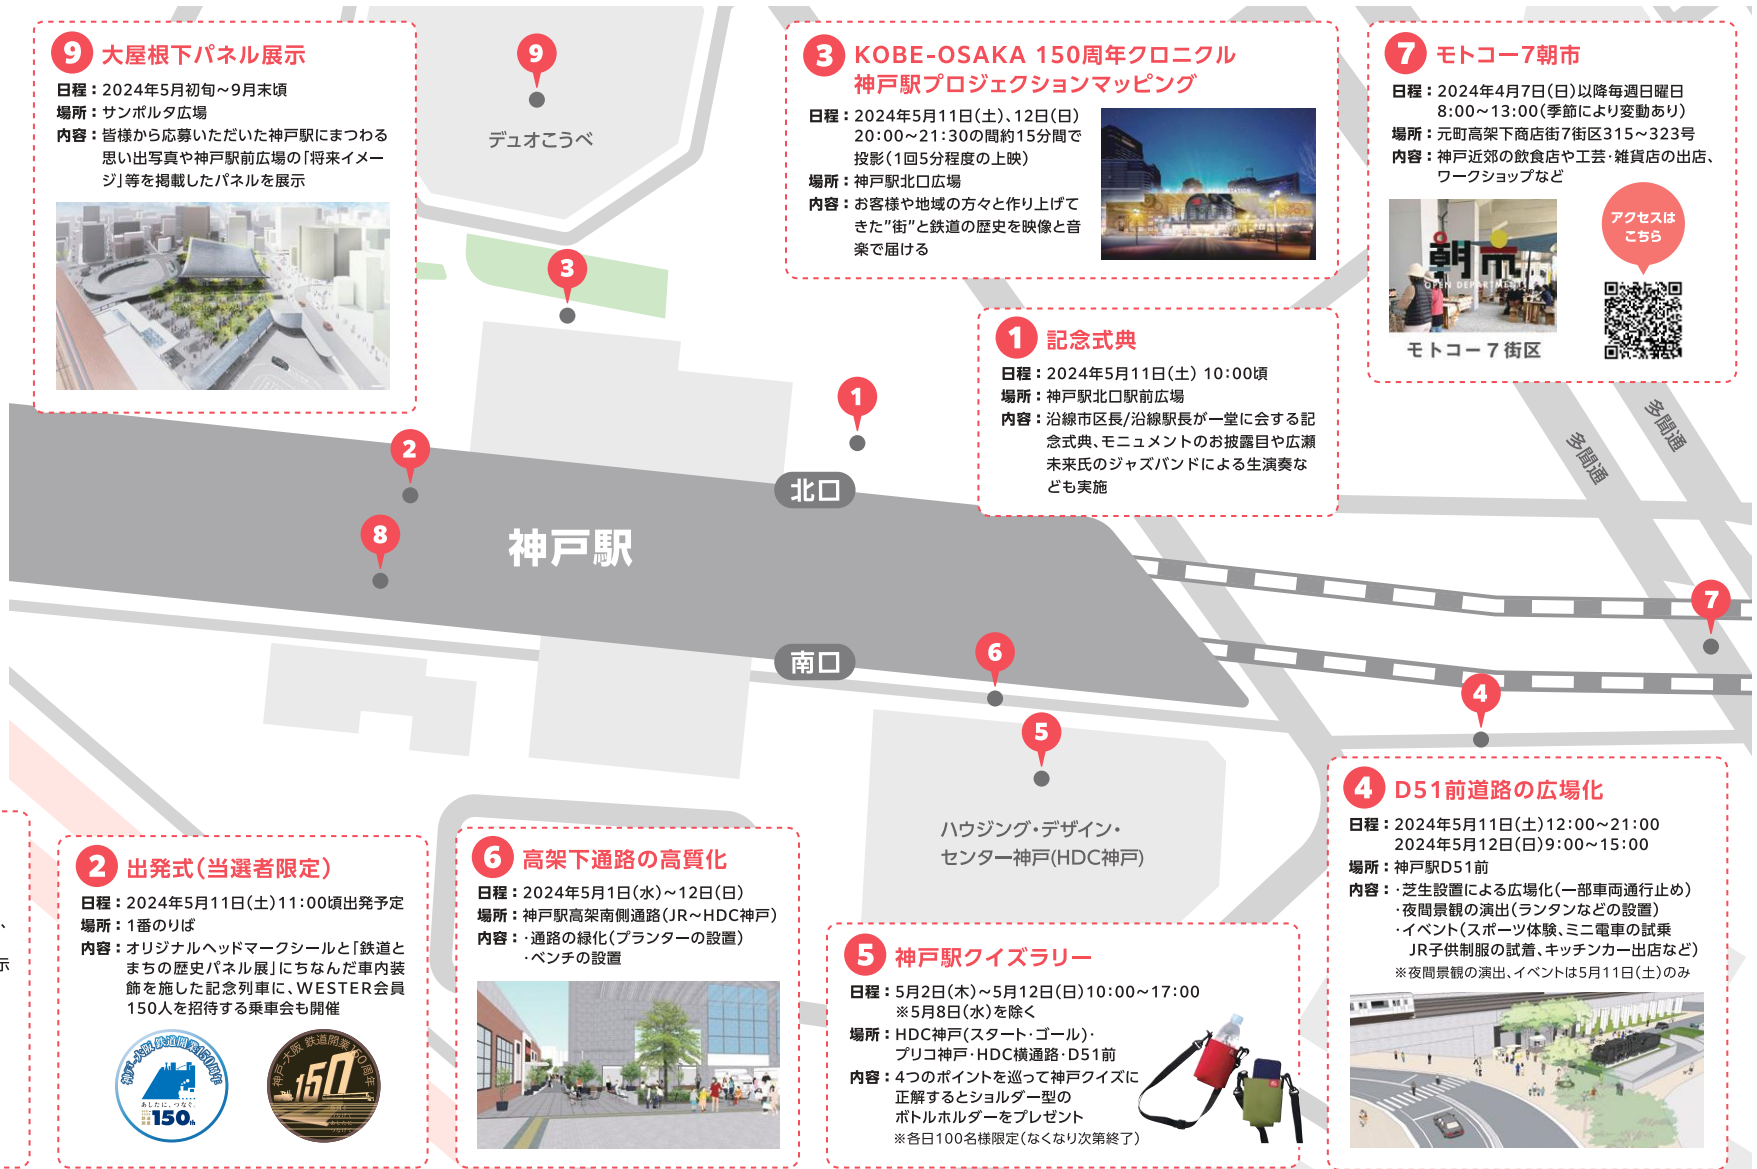 9 大屋根下パネル展示
日程：2024年5月初旬～9月末頃
場所：サンポルタ広場
内容：皆様から応募いただいた神戸駅にまつわる
思い出写真や神戸駅前広場の「将来イメー
ジ」等を掲載したパネルを展示
9
デュオこうべ
3 KOBE-OSAKA 150周年クロニクル
神戸駅プロジェクションマッピング
日程：2024年5月11日（土）、12日（日）
20:00～21:30の間約15分間で
投影（1回5分程度の上映）
場所：神戸駅北口広場
内容：お客様や地域の方々と作り上げて
きた”街”と鉄道の歴史を映像と音
楽で届ける
7 モトコー7朝市
日程：2024年4月7日（日）以降毎週日曜日
8:00～13:00（季節により変動あり）
場所：元町高架下商店街7街区315～323号
内容：神戸近郊の飲食店や工芸・雑貨店の出店、
ワークショップなど
朝市
OPEN DEPARTMENTS
アクセスは
こちら
モトコー７街区
3
1 記念式典
日程：2024年5月11日（土） 10:00頃
場所：神戸駅北口駅前広場
内容：沿線市区長/沿線駅長が一堂に会する記
念式典、モニュメントのお披露目や広瀬
未来氏のジャズバンドによる生演奏な
ども実施
1
多聞通
多聞通
2
北口
8
神戸駅
7
南口
6
4
5
ハウジング・デザイン・
センター神戸(HDC神戸)
、
示
2 出発式（当選者限定）
日程：2024年5月11日（土）11:00頃出発予定
場所：1番のりば
内容：オリジナルヘッドマークシールと「鉄道と
まちの歴史パネル展」にちなんだ車内装
飾を施した記念列車に、WESTER会員
150人を招待する乗車会も開催
神戸-大阪 鉄道開業150周年
あしたに、つなぐ。
150th
神戸-大阪 鉄道開業150周年
THE 150
6 高架下通路の高質化
日程：2024年5月1日（水）～12日（日）
場所：神戸駅高架南側通路（JR～HDC神戸）
内容：・通路の緑化（プランターの設置）
・ベンチの設置
5 神戸駅クイズラリー
日程：5月2日（木）～5月12日（日）10:00～17:00
※5月8日（水）を除く
場所：HDC神戸（スタート・ゴール）・
プリコ神戸・HDC横通路・D51前
内容：4つのポイントを巡って神戸クイズに
正解するとショルダー型の
ボトルホルダーをプレゼント
※各日100名様限定（なくなり次第終了）
4 D51前道路の広場化
日程：2024年5月11日（土）12:00～21:00
2024年5月12日（日）9:00～15:00
場所：神戸駅D51前
内容：・芝生設置による広場化（一部車両通行止め）
・夜間景観の演出（ランタンなどの設置）
・イベント（スポーツ体験、ミニ電車の試乗
JR子供制服の試着、キッチンカー出店など）
※夜間景観の演出、イベントは5月11日（土）のみ